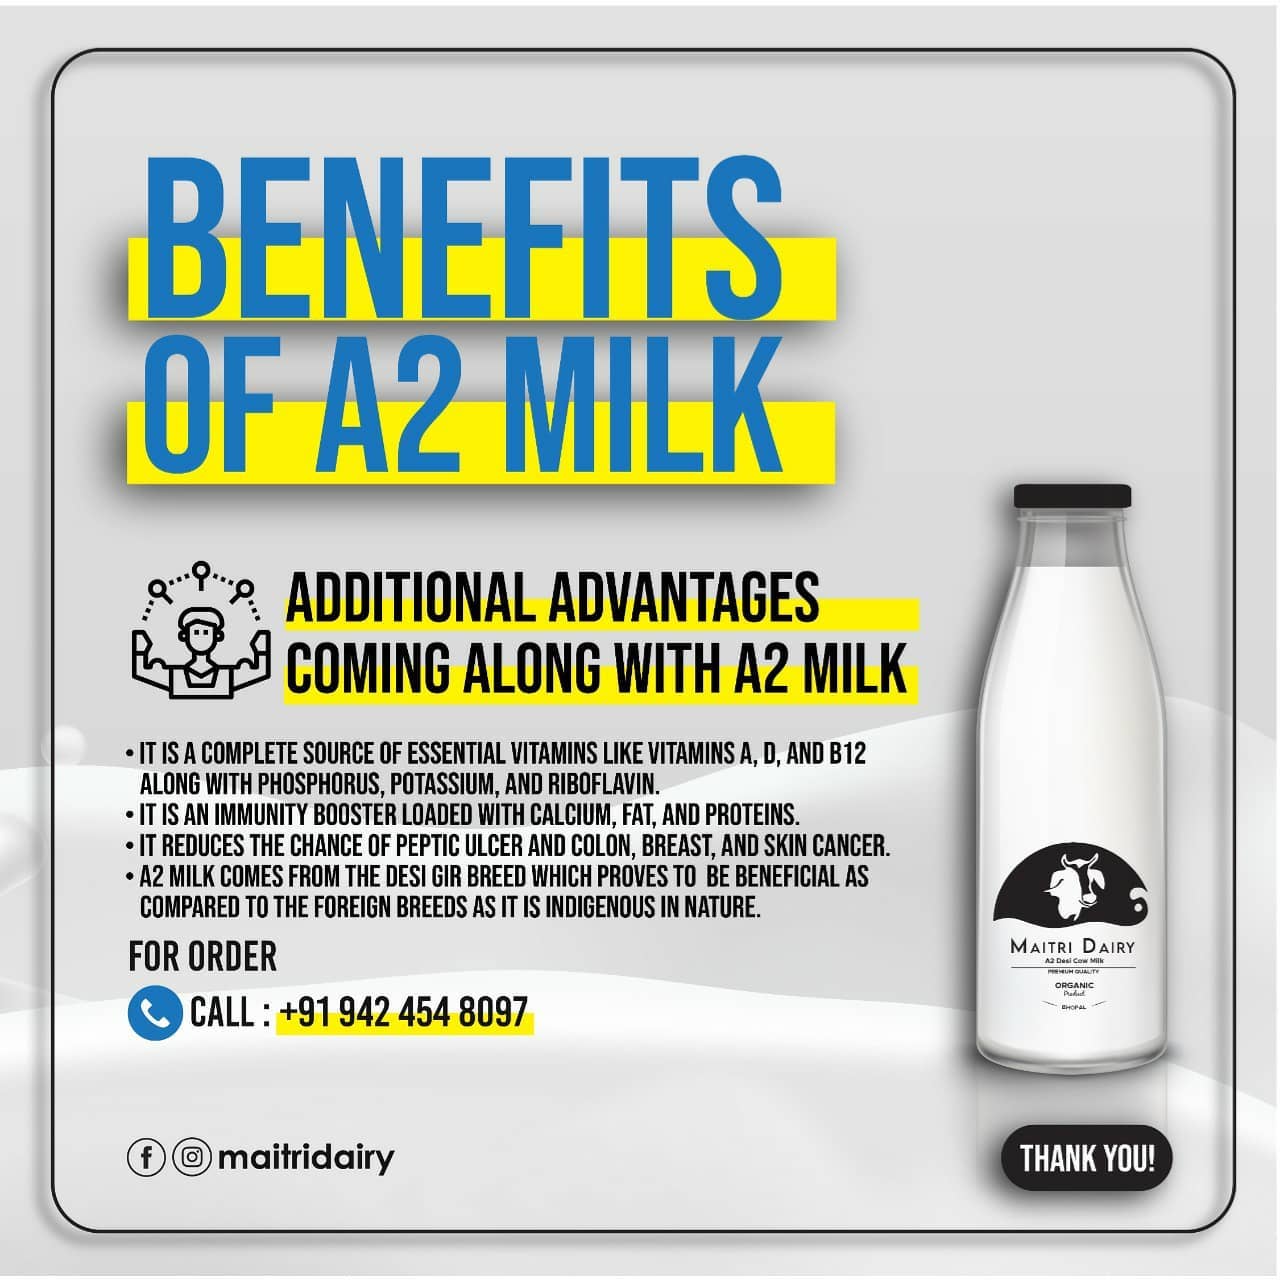 BENEFITS
OF A2 MILK
ADDITIONAL ADVANTAGES
COMING ALONG WITH A2 MILK
• IT IS A COMPLETE SOURCE OF ESSENTIAL VITAMINS LIKE VITAMINS A, D, AND B12
ALONG WITH PHOSPHORUS, POTASSIUM, AND RIBOFLAVIN.
• IT IS AN IMMUNITY BOOSTER LOADED WITH CALCIUM, FAT, AND PROTEINS.
• IT REDUCES THE CHANCE OF PEPTIC ULCER AND COLON, BREAST, AND SKIN CANCER.
• A2 MILK COMES FROM THE DESI GIR BREED WHICH PROVES TO BE BENEFICIAL AS
COMPARED TO THE FOREIGN BREEDS AS IT IS INDIGENOUS IN NATURE.
FOR ORDER
CALL : +91 942 454 8097
maitridairy
MAITRI DAIRY
A2 Desi Cow Milk
PREMIUM QUALITY
ORGANIC
Product
BHOPAL
THANK YOU!